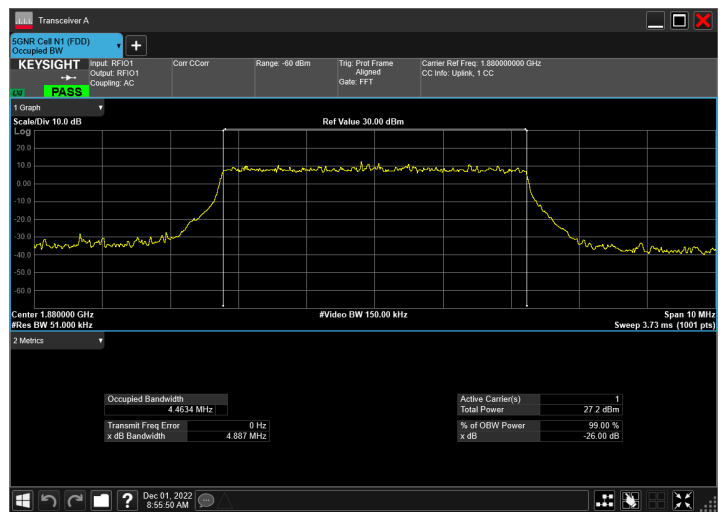 Transceiver A
5GNR Cell N1 (FDD)
Occupied BW
KEYSIGHT
LXI
PASS
Input: RFIO1
Output: RFIO1
Coupling: AC
Corr CCorr
Range: -60 dBm
Trig: Prot Frame
Aligned
Gate: FFT
Carrier Ref Freq: 1.880000000 GHz
CC Info: Uplink, 1 CC
1 Graph
Scale/Div 10.0 dB
Ref Value 30.00 dBm
Log
20.0
10.0
0.00
-10.0
-20.0
-30.0
-40.0
-50.0
-60.0
Center 1.880000 GHz
#Video BW 150.00 kHz
Span 10 MHz
#Res BW 51.000 kHz
Sweep 3.73 ms (1001 pts)
2 Metrics
Occupied Bandwidth
4.4634 MHz
Transmit Freq Error 0 Hz
x dB Bandwidth 4.887 MHz
Active Carrier(s) 1
Total Power 27.2 dBm
% of OBW Power 99.00 %
x dB -26.00 dB
Dec 01, 2022
8:55:50 AM